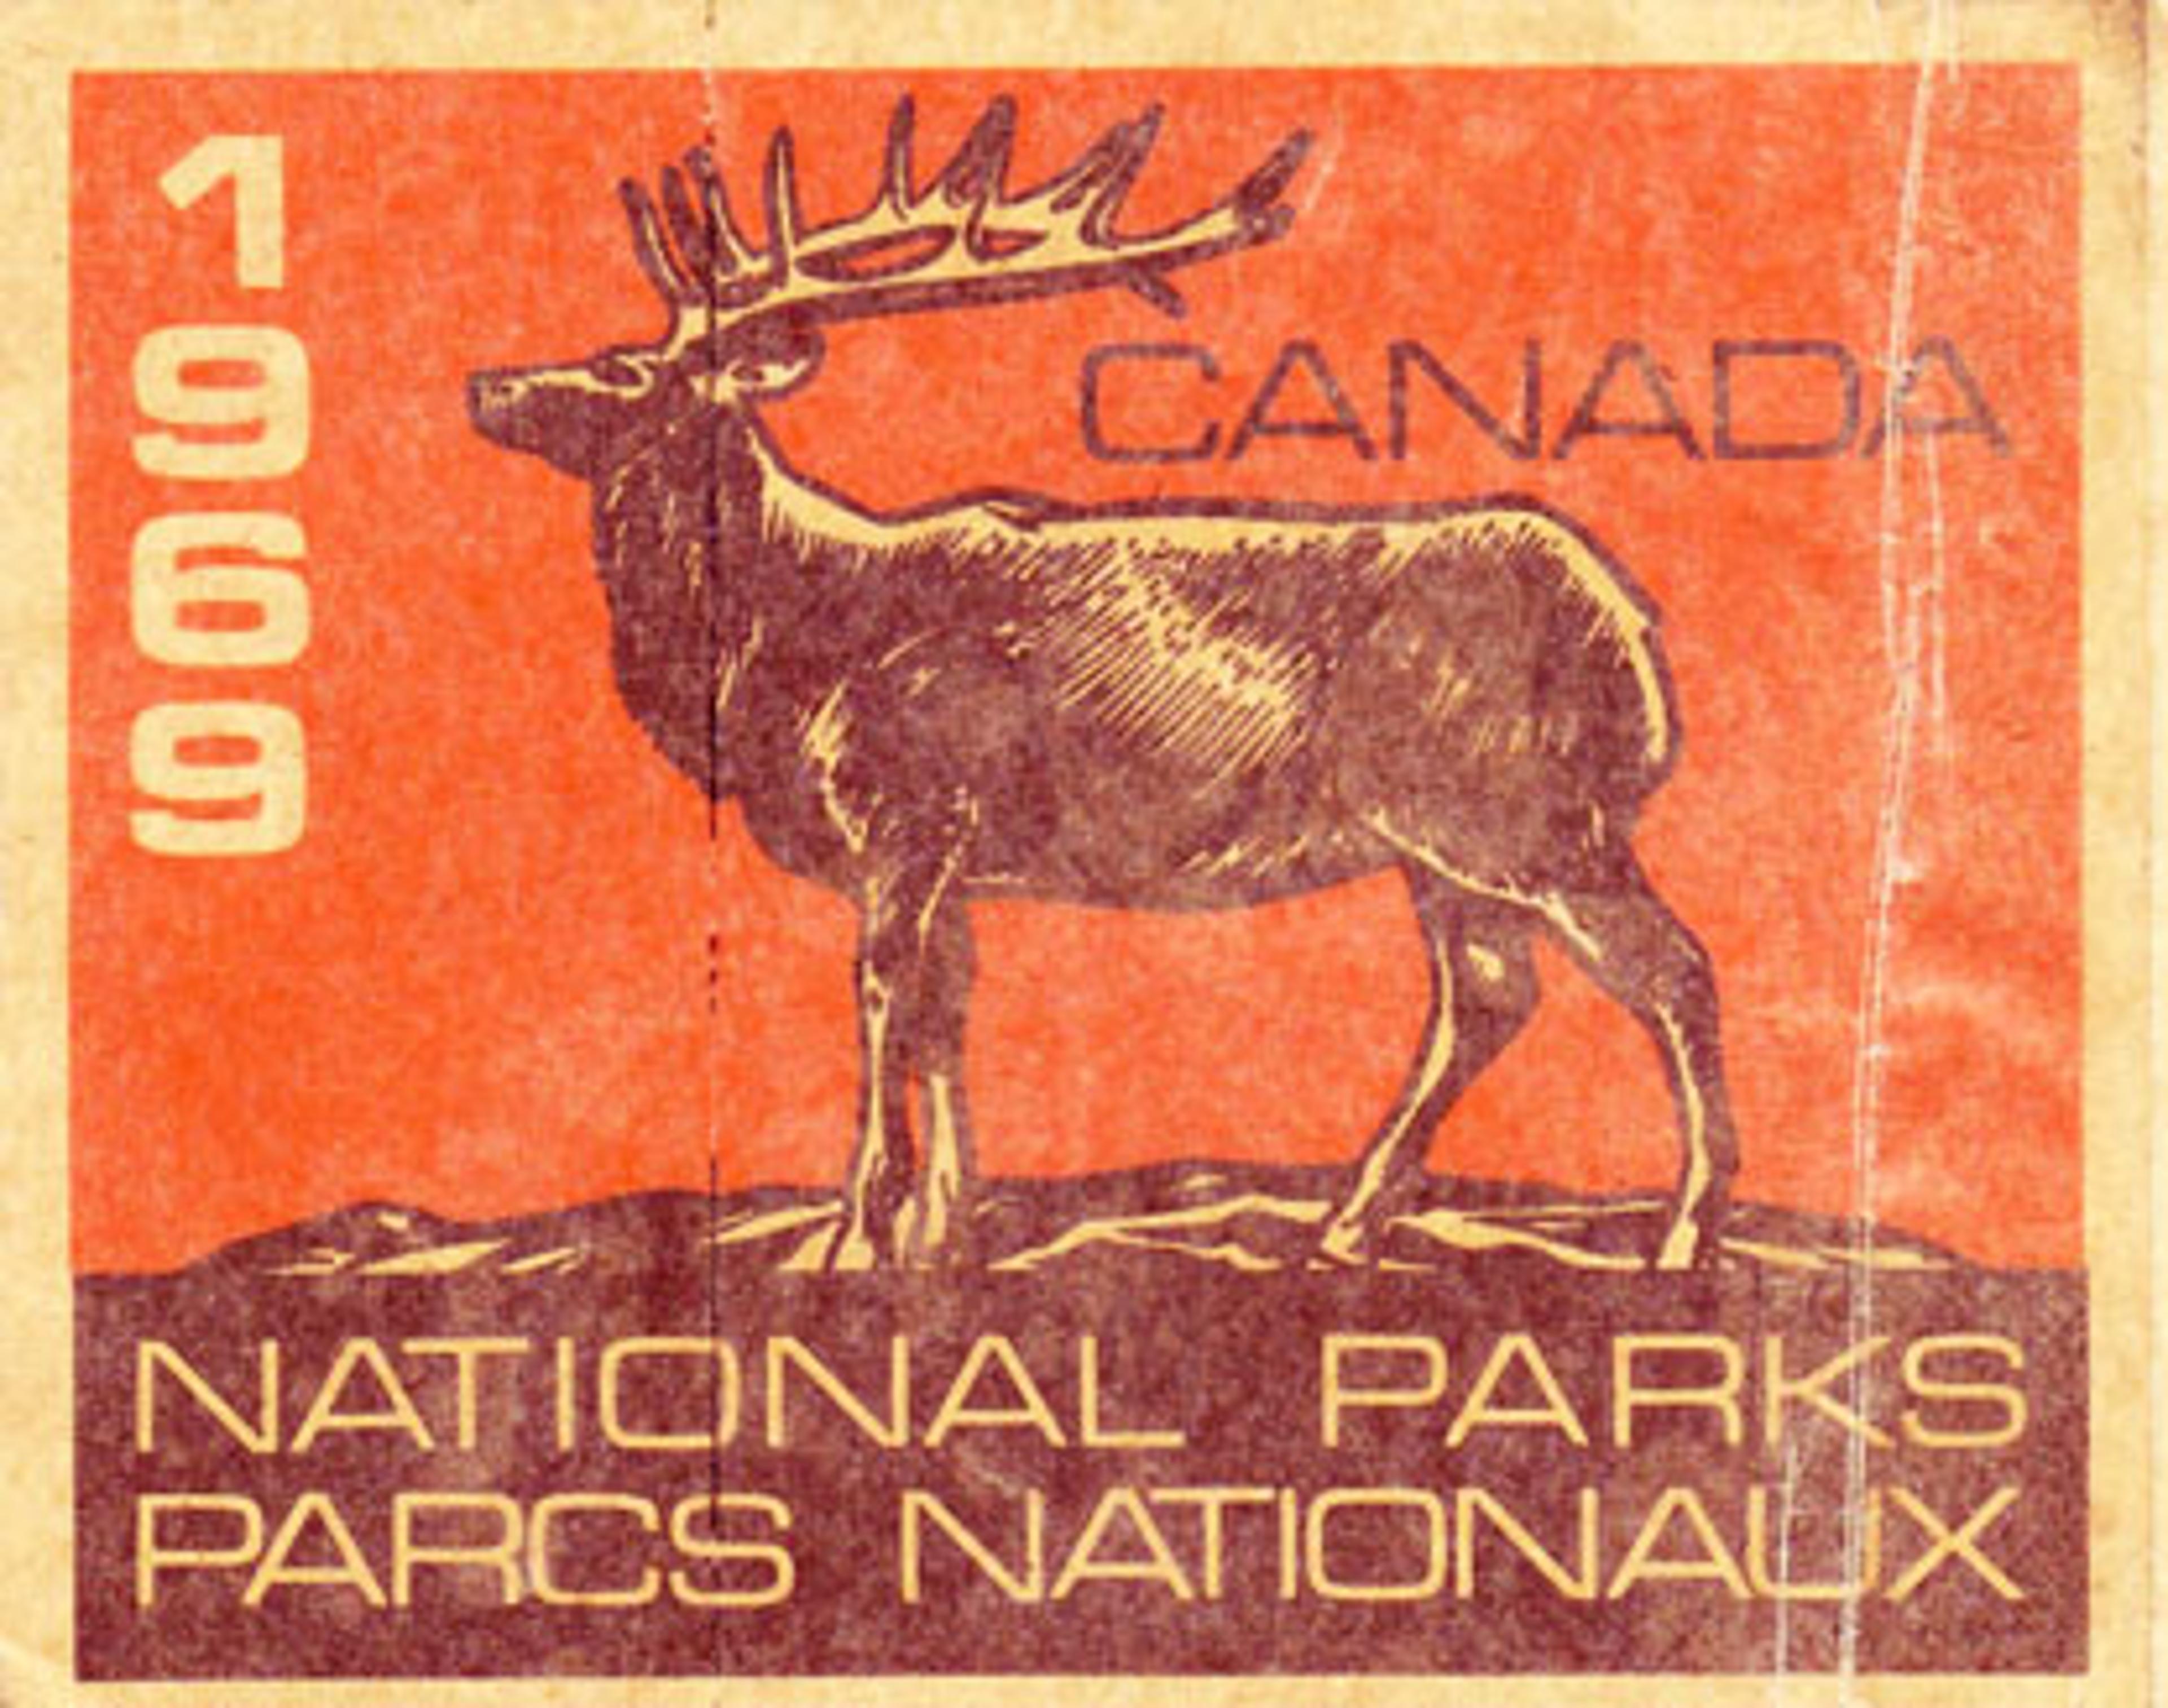 1969
CANADA
NATIONAL PARKS
PARCS NATIONAUX